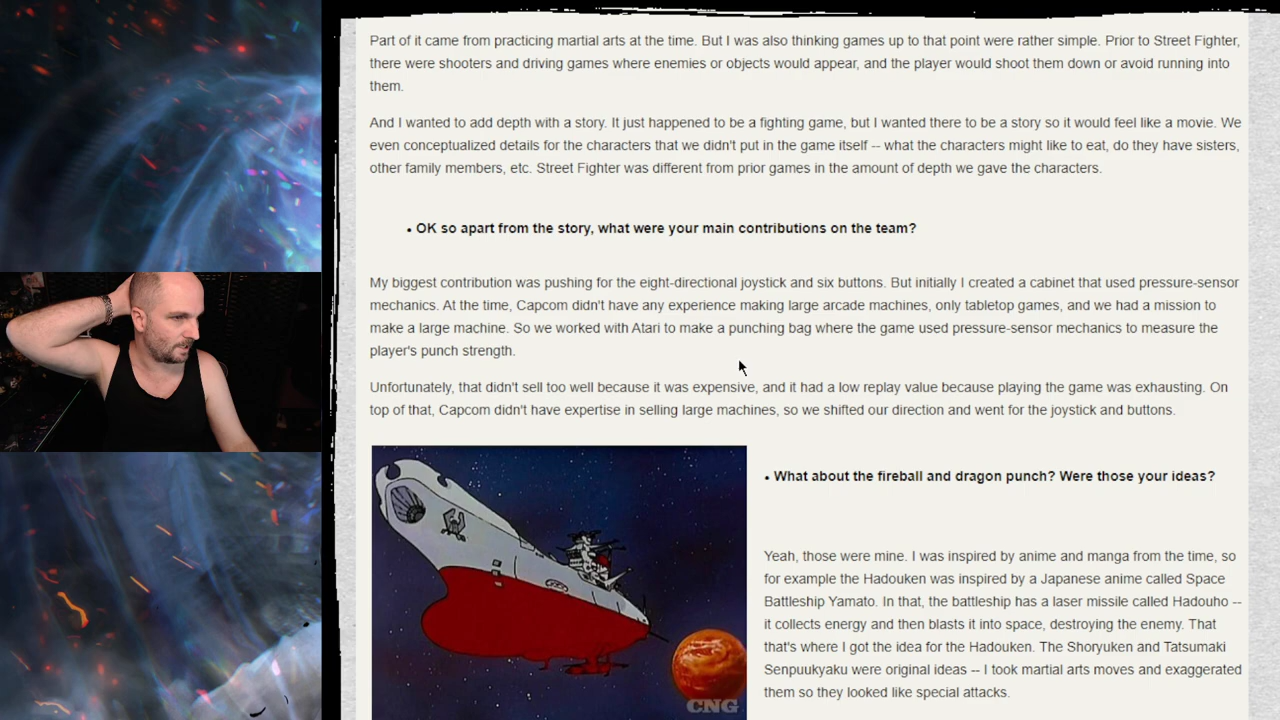 Part of it came from practicing martial arts at the time. But I was also thinking games up to that point were rather simple. Prior to Street Fighter,
there were shooters and driving games where enemies or objects would appear, and the player would shoot them down or avoid running into
them.
And I wanted to add depth with a story. It just happened to be a fighting game, but I wanted there to be a story so it would feel like a movie. We
even conceptualized details for the characters that we didn't put in the game itself -- what the characters might like to eat, do they have sisters,
other family members, etc. Street Fighter was different from prior games in the amount of depth we gave the characters.
• OK so apart from the story, what were your main contributions on the team?
My biggest contribution was pushing for the eight-directional joystick and six buttons. But initially I created a cabinet that used pressure-sensor
mechanics. At the time, Capcom didn't have any experience making large arcade machines, only tabletop games, and we had a mission to
make a large machine. So we worked with Atari to make a punching bag where the game used pressure-sensor mechanics to measure the
player's punch strength.
Unfortunately, that didn't sell too well because it was expensive, and it had a low replay value because playing the game was exhausting. On
top of that, Capcom didn't have expertise in selling large machines, so we shifted our direction and went for the joystick and buttons.
• What about the fireball and dragon punch? Were those your ideas?
Yeah, those were mine. I was inspired by anime and manga from the time, so
for example the Hadouken was inspired by a Japanese anime called Space
Battleship Yamato. In that, the battleship has a laser missile called Hadouho --
it collects energy and then blasts it into space, destroying the enemy. That
that's where I got the idea for the Hadouken. The Shoryuken and Tatsumaki
Senpuukyaku were original ideas -- I took martial arts moves and exaggerated
them so they looked like special attacks.
CNG